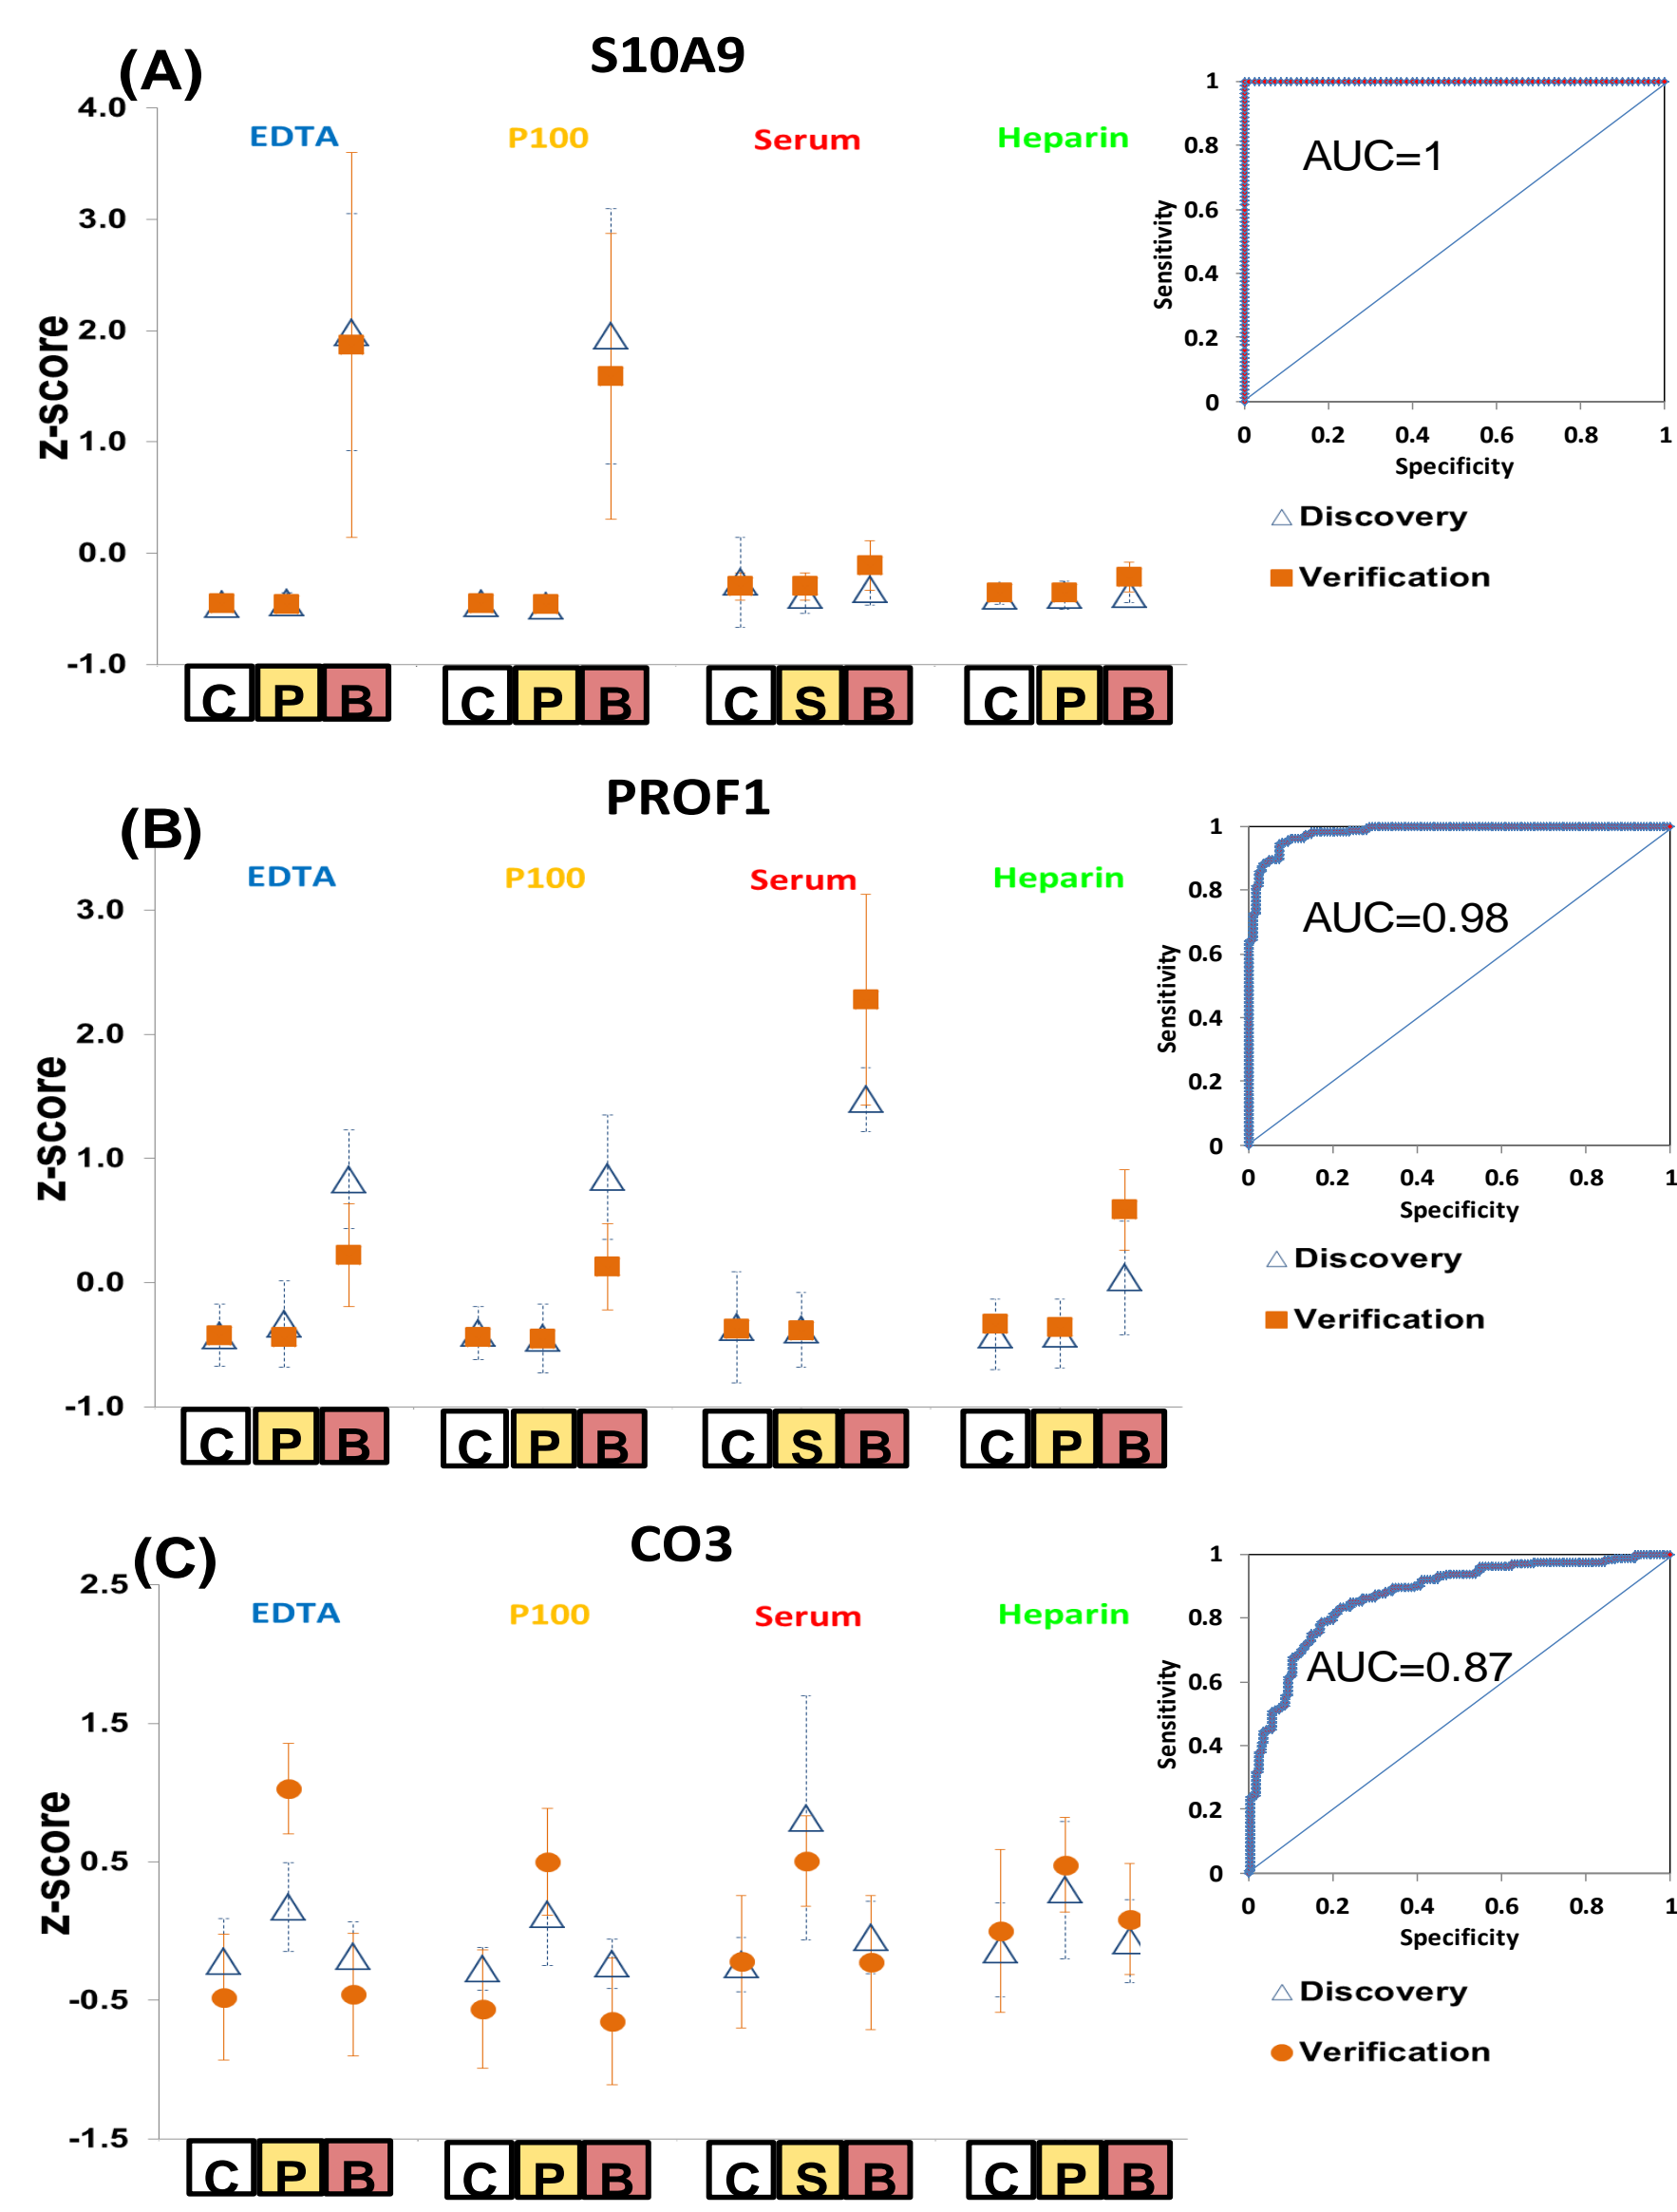 (A)
S10A9
EDTA P100 Serum Heparin
4.0
3.0
2.0
1.0
0.0
-1.0
z-score
C P B C P B C S B C P B
AUC=1
1
0.8
0.6
0.4
0.2
0
Sensitivity
0 0.2 0.4 0.6 0.8 1
Specificity
Discovery
Verification
(B)
PROF1
EDTA P100 Serum Heparin
3.0
2.0
1.0
0.0
-1.0
z-score
C P B C P B C S B C P B
AUC=0.98
1
0.8
0.6
0.4
0.2
0
Sensitivity
0 0.2 0.4 0.6 0.8 1
Specificity
Discovery
Verification
(C)
CO3
EDTA P100 Serum Heparin
2.5
1.5
0.5
-0.5
-1.5
z-score
C P B C P B C S B C P B
AUC=0.87
1
0.8
0.6
0.4
0.2
0
Sensitivity
0 0.2 0.4 0.6 0.8 1
Specificity
Discovery
Verification